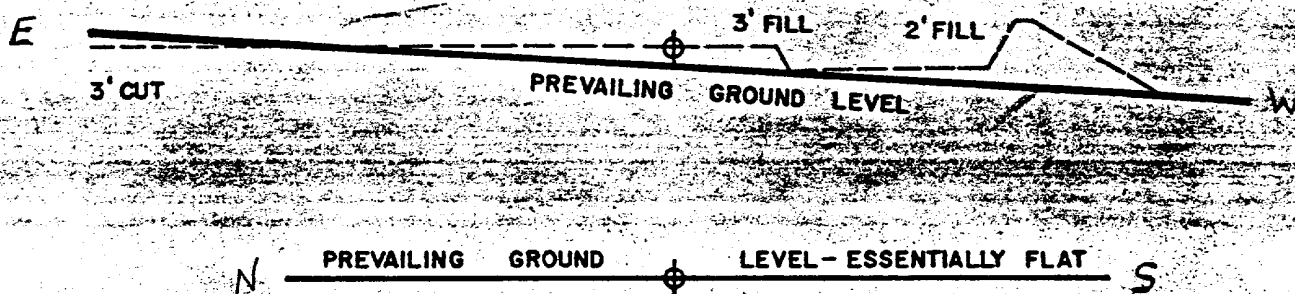 E 3' FILL 2' FILL
3' CUT PREVAILING GROUND LEVEL W
N PREVAILING GROUND LEVEL - ESSENTIALLY FLAT S